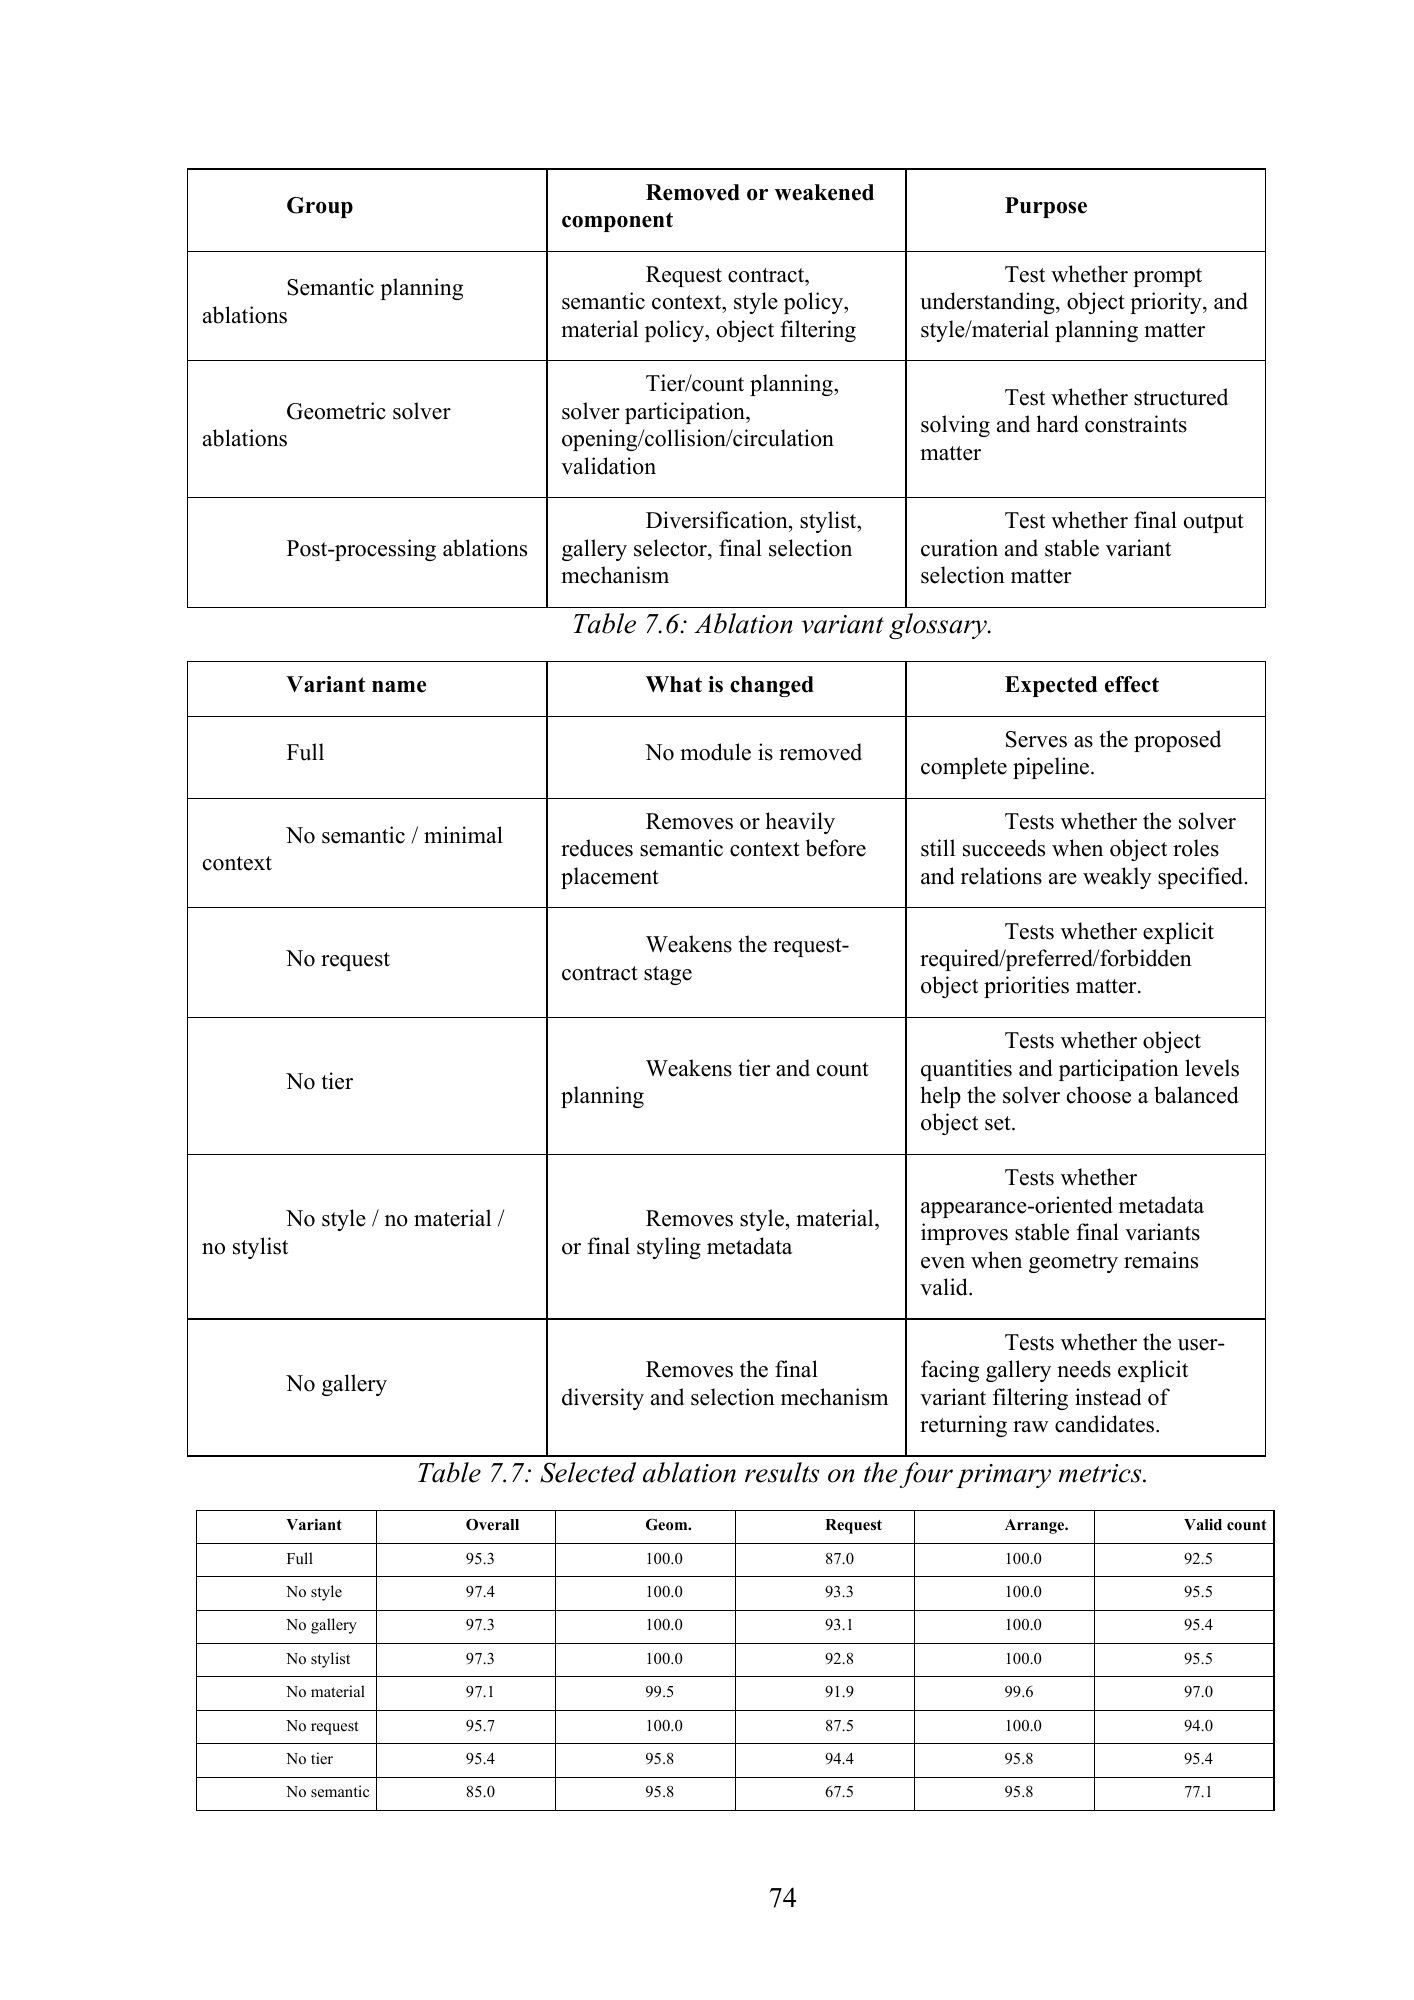 Group
Removed or weakened
component
Purpose
Semantic planning
ablations
Request contract,
semantic context, style policy,
material policy, object filtering
Test whether prompt
understanding, object priority, and
style/material planning matter
Geometric solver
ablations
Tier/count planning,
solver participation,
opening/collision/circulation
validation
Test whether structured
solving and hard constraints
matter
Post-processing ablations
Diversification, stylist,
gallery selector, final selection
mechanism
Test whether final output
curation and stable variant
selection matter
Table 7.6: Ablation variant glossary.
Variant name
What is changed
Expected effect
Full
No module is removed
Serves as the proposed
complete pipeline.
No semantic / minimal
context
Removes or heavily
reduces semantic context before
placement
Tests whether the solver
still succeeds when object roles
and relations are weakly specified.
No request
Weakens the request-
contract stage
Tests whether explicit
required/preferred/forbidden
object priorities matter.
No tier
Weakens tier and count
planning
Tests whether object
quantities and participation levels
help the solver choose a balanced
object set.
No style / no material /
no stylist
Removes style, material,
or final styling metadata
Tests whether
appearance-oriented metadata
improves stable final variants
even when geometry remains
valid.
No gallery
Removes the final
diversity and selection mechanism
Tests whether the user-
facing gallery needs explicit
variant filtering instead of
returning raw candidates.
Table 7.7: Selected ablation results on the four primary metrics.
Variant Overall Geom. Request Arrange. Valid count
Full 95.3 100.0 87.0 100.0 92.5
No style 97.4 100.0 93.3 100.0 95.5
No gallery 97.3 100.0 93.1 100.0 95.4
No stylist 97.3 100.0 92.8 100.0 95.5
No material 97.1 99.5 91.9 99.6 97.0
No request 95.7 100.0 87.5 100.0 94.0
No tier 95.4 95.8 94.4 95.8 95.4
No semantic 85.0 95.8 67.5 95.8 77.1
74